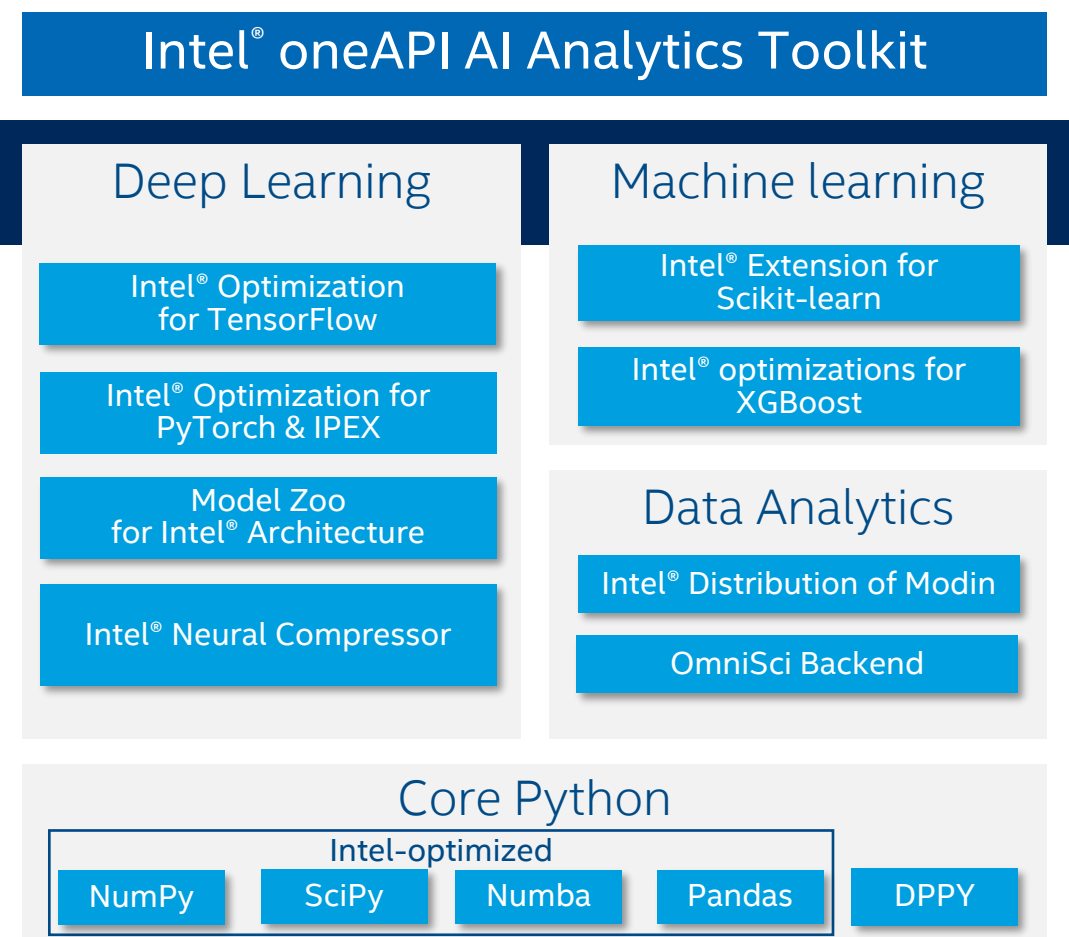 Intel® oneAPI AI Analytics Toolkit
Deep Learning
Intel® Optimization
for TensorFlow
Intel® Optimization for
PyTorch & IPEX
Model Zoo
for Intel® Architecture
Intel® Neural Compressor
Machine learning
Intel® Extension for
Scikit-learn
Intel® optimizations for
XGBoost
Data Analytics
Intel® Distribution of Modin
OmniSci Backend
Core Python
Intel-optimized
NumPy SciPy Numba Pandas DPPY